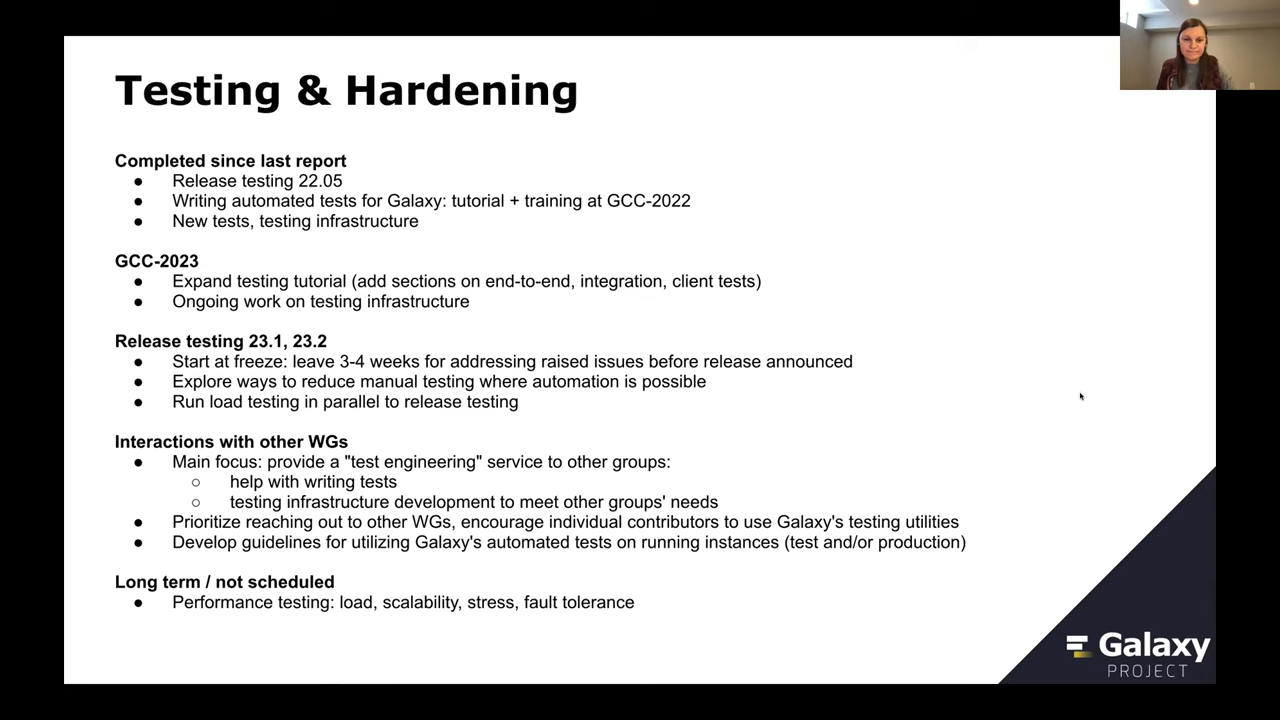 Testing & Hardening
Completed since last report
● Release testing 22.05
● Writing automated tests for Galaxy: tutorial + training at GCC-2022
● New tests, testing infrastructure
GCC-2023
● Expand testing tutorial (add sections on end-to-end, integration, client tests)
● Ongoing work on testing infrastructure
Release testing 23.1, 23.2
● Start at freeze: leave 3-4 weeks for addressing raised issues before release announced
● Explore ways to reduce manual testing where automation is possible
● Run load testing in parallel to release testing
Interactions with other WGs
● Main focus: provide a "test engineering" service to other groups:
○ help with writing tests
○ testing infrastructure development to meet other groups' needs
● Prioritize reaching out to other WGs, encourage individual contributors to use Galaxy's testing utilities
● Develop guidelines for utilizing Galaxy's automated tests on running instances (test and/or production)
Long term / not scheduled
● Performance testing: load, scalability, stress, fault tolerance
Galaxy
PROJECT